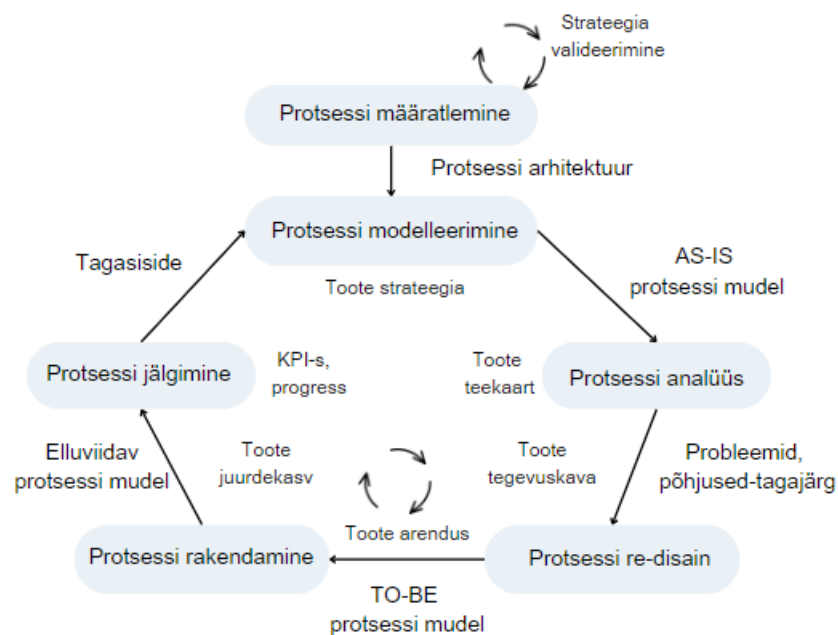 Strateegia
valideerimine
Protsessi määratlemine
Protsessi arhitektuur
Protsessi modelleerimine
Tagasiside
AS-IS
protsessi mudel
Toote strateegia
Protsessi jälgimine
KPI-s,
progress
Toote
teekaart
Protsessi analüüs
Elluviidav
protsessi mudel
Toote
juurdekasv
Toote
tegevuskava
Probleemid,
põhjused-tagajärg
Toote arendus
Protsessi rakendamine
Protsessi re-disain
TO-BE
protsessi mudel